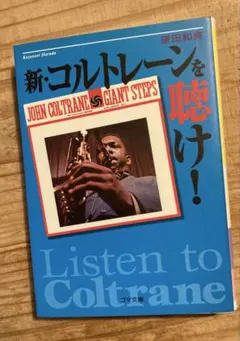 Kazunori Harada
原田和典
新・コルトレーンを
聴け!
JOHN COLTRANE GIANT STEPS
Listen to
Coltrane
ゴマ文庫